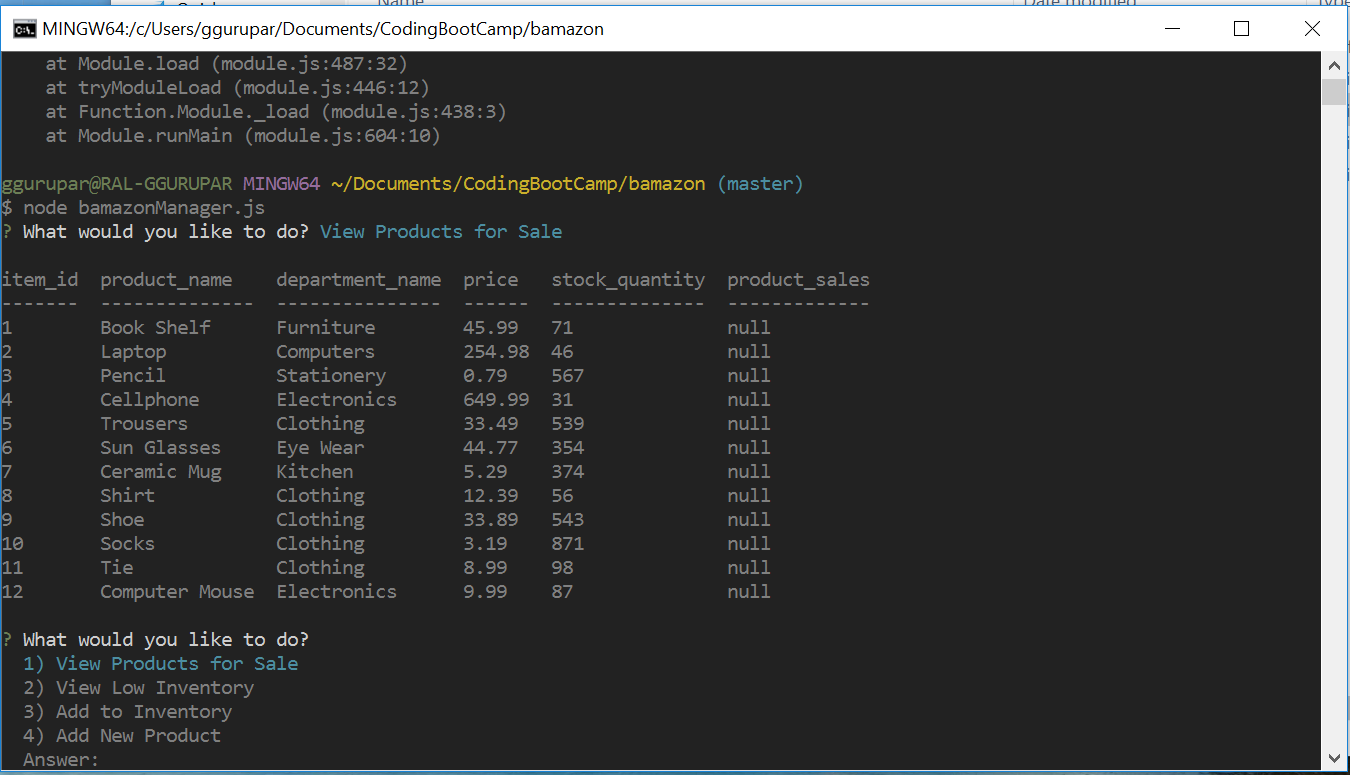 Name
Date modified
MINGW64:/c/Users/ggurupar/Documents/CodingBootCamp/bamazon
    at Module.load (module.js:487:32)
    at tryModuleLoad (module.js:446:12)
    at Function.Module._load (module.js:438:3)
    at Module.runMain (module.js:604:10)
ggurupar@RAL-GGURUPAR MINGW64 ~/Documents/CodingBootCamp/bamazon (master)
$ node bamazonManager.js
? What would you like to do? View Products for Sale
item_id  product_name    department_name  price   stock_quantity  product_sales
-------  --------------  ---------------  ------  --------------  -------------
1        Book Shelf      Furniture        45.99   71              null
2        Laptop          Computers        254.98  46              null
3        Pencil          Stationery       0.79    567             null
4        Cellphone       Electronics      649.99  31              null
5        Trousers        Clothing         33.49   539             null
6        Sun Glasses     Eye Wear         44.77   354             null
7        Ceramic Mug     Kitchen          5.29    374             null
8        Shirt           Clothing         12.39   56              null
9        Shoe            Clothing         33.89   543             null
10       Socks           Clothing         3.19    871             null
11       Tie             Clothing         8.99    98              null
12       Computer Mouse  Electronics      9.99    87              null
? What would you like to do?
  1) View Products for Sale
  2) View Low Inventory
  3) Add to Inventory
  4) Add New Product
  Answer: